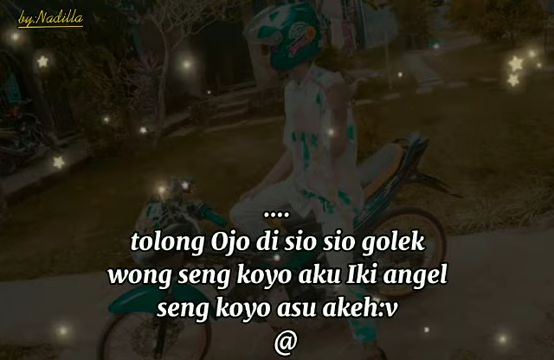 by.Nadilla
....
tolong Ojo di sio sio golek
wong seng koyo aku Iki angel
seng koyo asu akeh:v
@